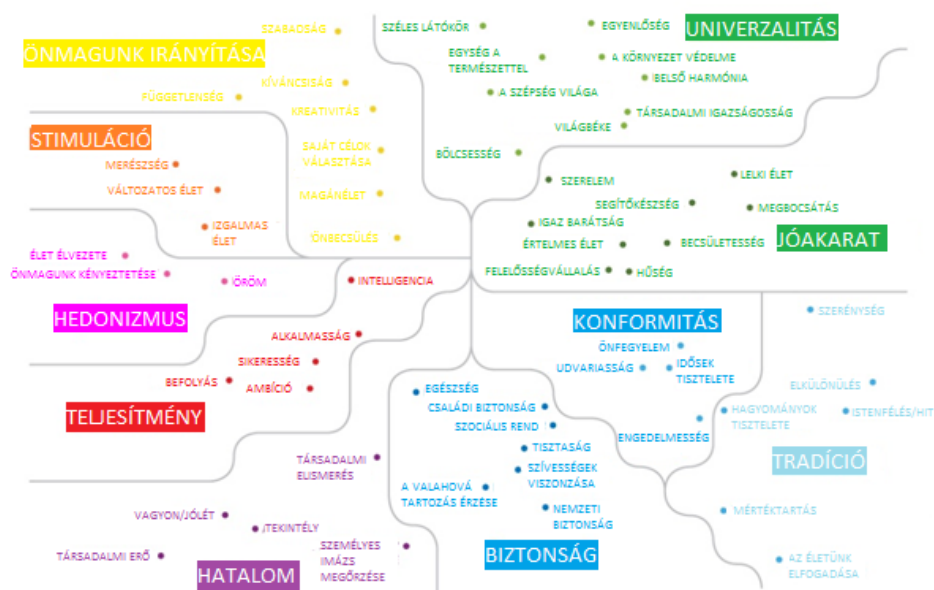 ÖNMAGUNK IRÁNYÍTÁSA
SZABADSÁG
KÍVÁNCSISÁG
FÜGGETLENSÉG
KREATIVITÁS
SAJÁT CÉLOK
VÁLASZTÁSA
MAGÁNÉLET
ÖNBECSÜLÉS
UNIVERZALITÁS
SZÉLES LÁTÓKÖR
EGYENLŐSÉG
EGYSÉG A
TERMÉSZETTEL
A KÖRNYEZET VÉDELME
BELSŐ HARMÓNIA
A SZÉPSÉG VILÁGA
TÁRSADALMI IGAZSÁGOSSÁG
VILÁGBÉKE
BÖLCSESSÉG
STIMULÁCIÓ
MERÉSZSÉG
VÁLTOZATOS ÉLET
IZGALMAS
ÉLET
SZERELEM
LELKI ÉLET
SEGÍTŐKÉSZSÉG
MEGBOCSÁTÁS
IGAZ BARÁTSÁG
ÉRTELMES ÉLET
BECSÜLETESSÉG
JÓAKARAT
FELELŐSSÉGVÁLLALÁS
HŰSÉG
ÉLET ÉLVEZETE
ÖNMAGUNK KÉNYEZTETÉSE
ÖRÖM
HEDONIZMUS
INTELLIGENCIA
ALKALMASSÁG
SIKERESSÉG
BEFOLYÁS
AMBÍCIÓ
TELJESÍTMÉNY
KONFORMITÁS
ÖNFEGYELEM
UDVARIASSÁG
IDŐSEK
TISZTELETE
ENGEDELMESSÉG
SZERÉNYSÉG
ELKÜLÖNÜLÉS
HAGYOMÁNYOK
TISZTELETE
ISTENFÉLÉS/HIT
TRADÍCIÓ
MÉRTÉKTARTÁS
AZ ÉLETÜNK
ELFOGADÁSA
EGÉSZSÉG
CSALÁDI BIZTONSÁG
SZOCIÁLIS REND
TISZTASÁG
SZÍVESSÉGEK
VISZONZÁSA
A VALAHOVÁ
TARTOZÁS ÉRZÉSE
NEMZETI
BIZTONSÁG
BIZTONSÁG
TÁRSADALMI
ELISMERÉS
VAGYON/JÓLÉT
TEKINTÉLY
TÁRSADALMI ERŐ
SZEMÉLYES
IMÁZS
MEGŐRZÉSE
HATALOM